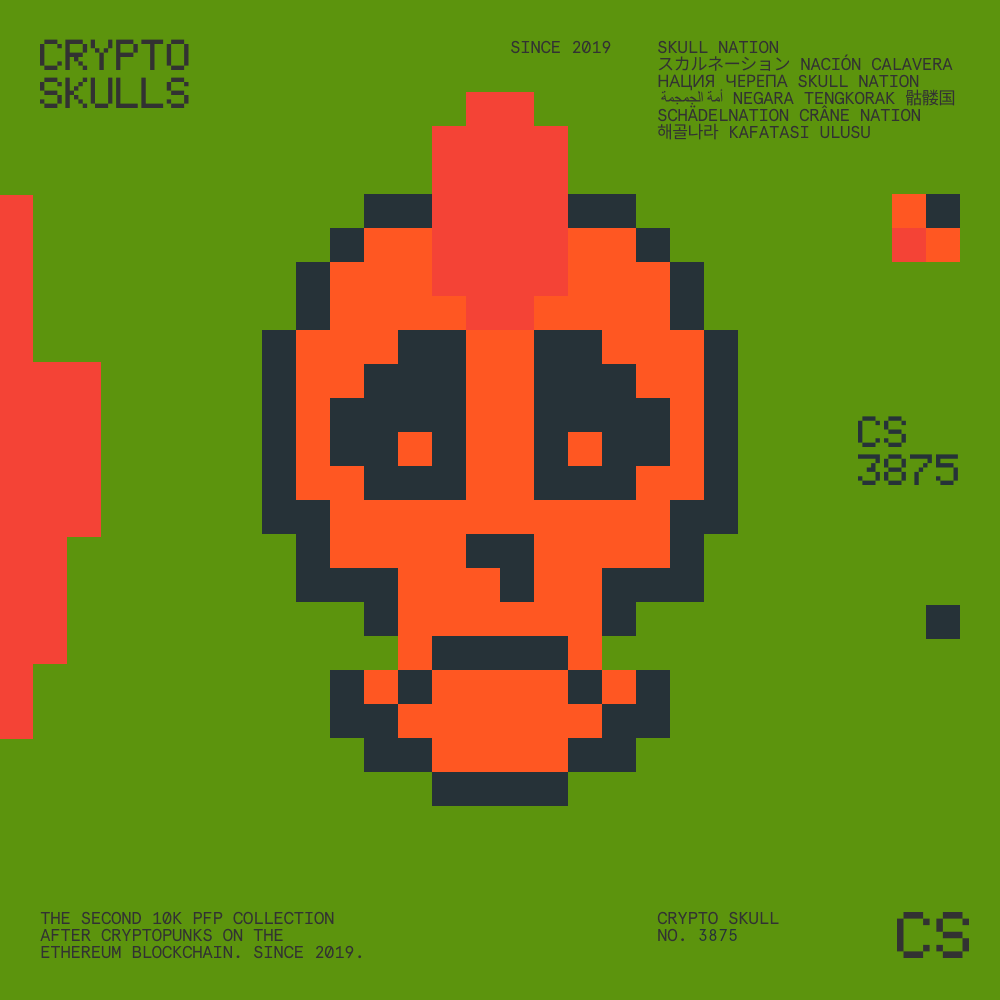 CRYPTO
SKULLS
SINCE 2019
SKULL NATION
スカルネーション NACIÓN CALAVERA
НАЦИЯ ЧЕРЕПА SKULL NATION
أمة الجمجمة NEGARA TENGKORAK 骷髅国
SCHÄDELNATION CRÂNE NATION
해골나라 KAFATASI ULUSU
CS
3875
THE SECOND 10K PFP COLLECTION
AFTER CRYPTOPUNKS ON THE
ETHEREUM BLOCKCHAIN. SINCE 2019.
CRYPTO SKULL
NO. 3875
CS